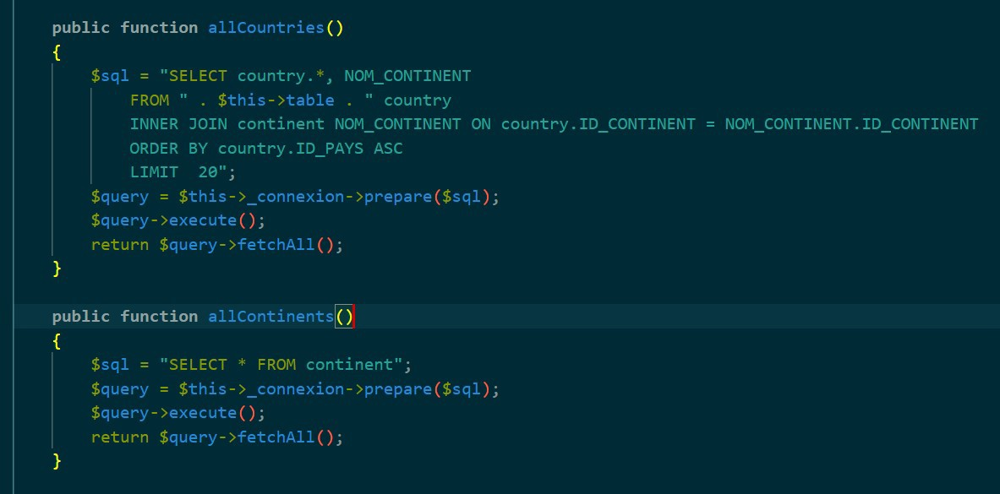 public function allCountries()
{
$sql = "SELECT country.*, NOM_CONTINENT
FROM " . $this->table . " country
INNER JOIN continent NOM_CONTINENT ON country.ID_CONTINENT = NOM_CONTINENT.ID_CONTINENT
ORDER BY country.ID_PAYS ASC
LIMIT  20";
$query = $this->_connexion->prepare($sql);
$query->execute();
return $query->fetchAll();
}
public function allContinents()
{
$sql = "SELECT * FROM continent";
$query = $this->_connexion->prepare($sql);
$query->execute();
return $query->fetchAll();
}